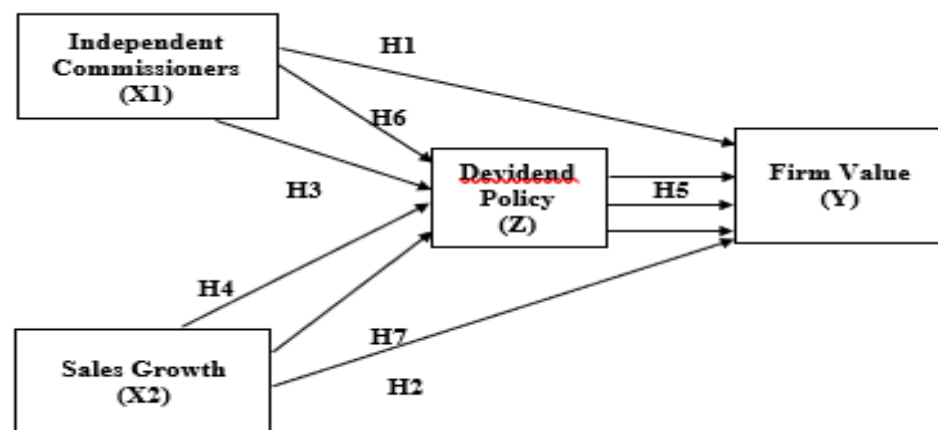 Independent
Commissioners
(X1)
H1
H6
H3
Devidend
Policy
(Z)
H5
Firm Value
(Y)
H4
H7
H2
Sales Growth
(X2)